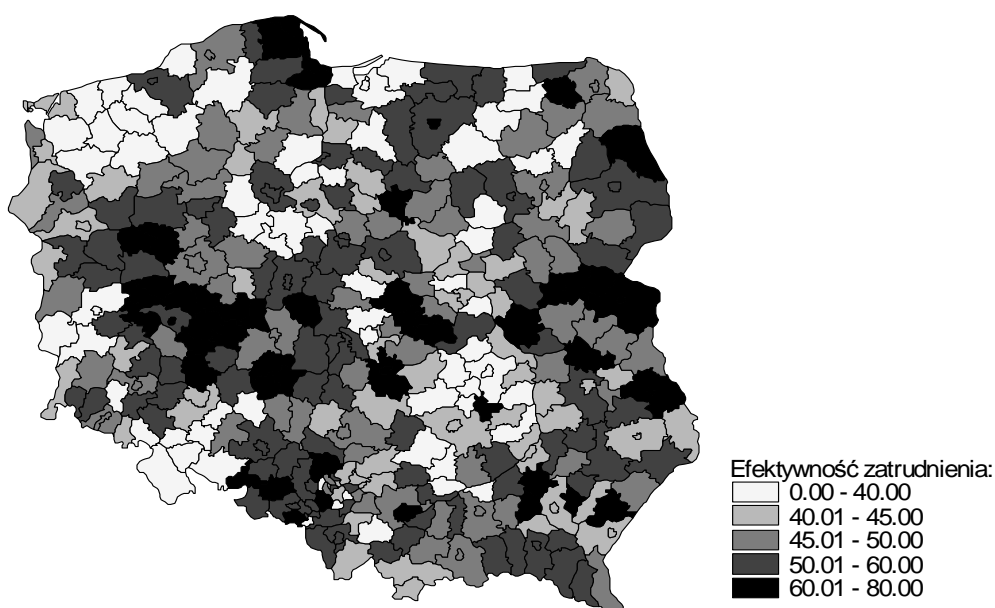 Efektywność zatrudnienia:
0.00 - 40.00
40.01 - 45.00
45.01 - 50.00
50.01 - 60.00
60.01 - 80.00